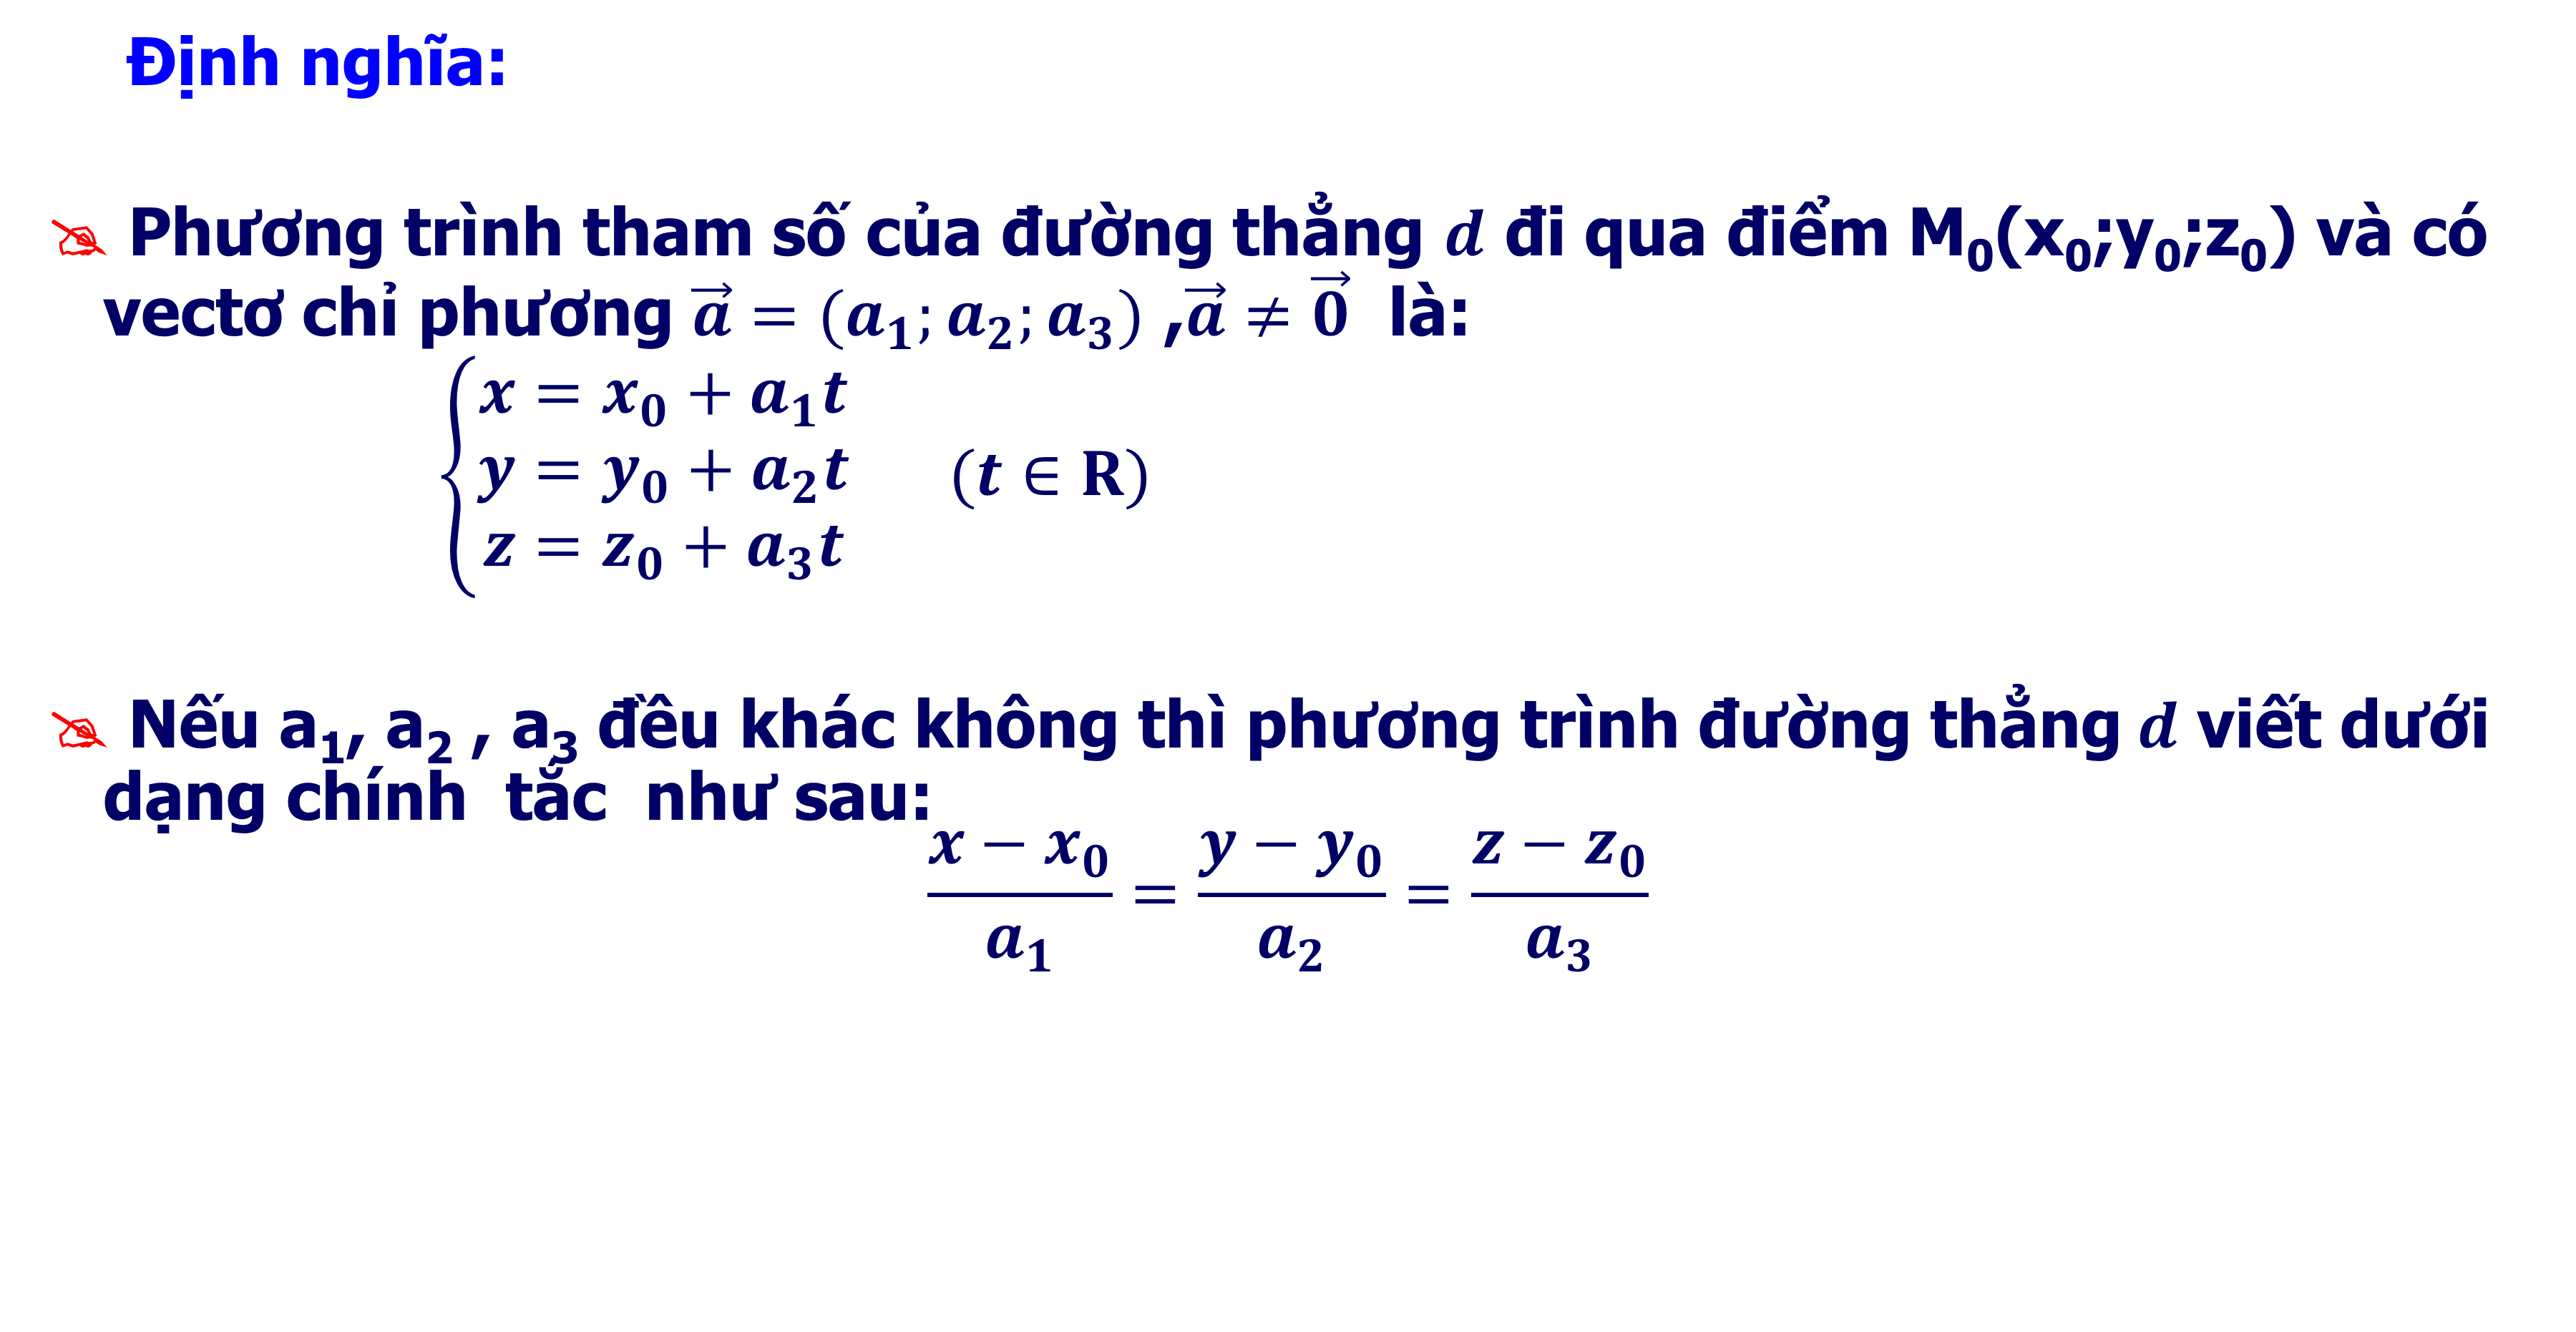 Định nghĩa:
Phương trình tham số của đường thẳng d đi qua điểm M₀(x₀;y₀;z₀) và có
vectơ chỉ phương a⃗ = (a₁; a₂; a₃) ,a⃗ ≠ 0⃗ là:
x = x₀ + a₁t
y = y₀ + a₂t (t ∈ R)
z = z₀ + a₃t
Nếu a₁, a₂ , a₃ đều khác không thì phương trình đường thẳng d viết dưới
dạng chính tắc như sau:
x − x₀ / a₁ = y − y₀ / a₂ = z − z₀ / a₃